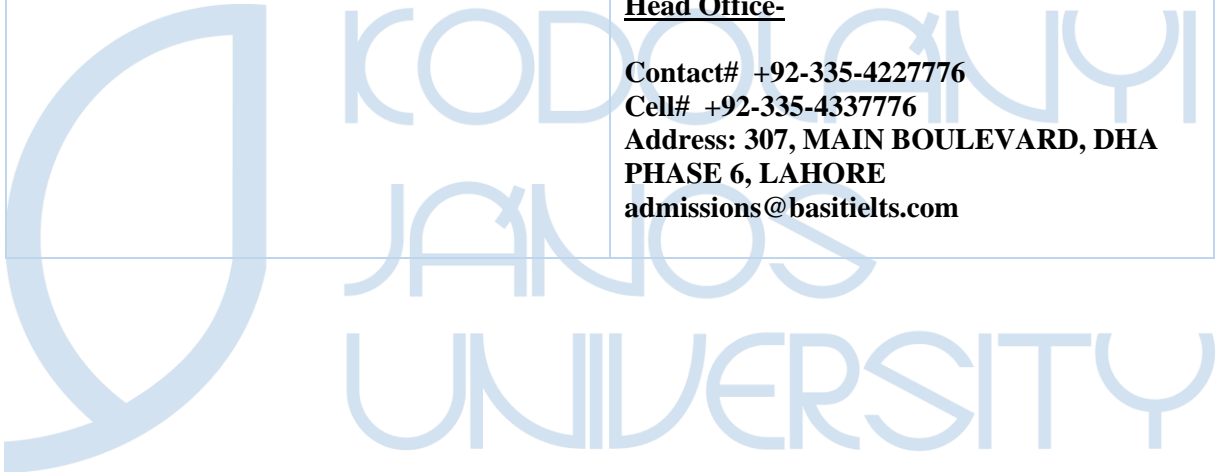 Head Office-
Contact# +92-335-4227776
Cell# +92-335-4337776
Address: 307, MAIN BOULEVARD, DHA
PHASE 6, LAHORE
admissions@basitielts.com
KODOLÁNYI
JÁNOS
UNIVERSITY